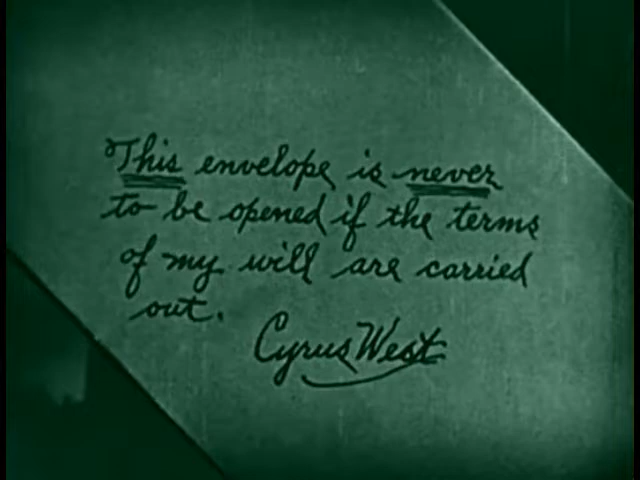 This envelope is never
to be opened if the terms
of my will are carried
out.
Cyrus West